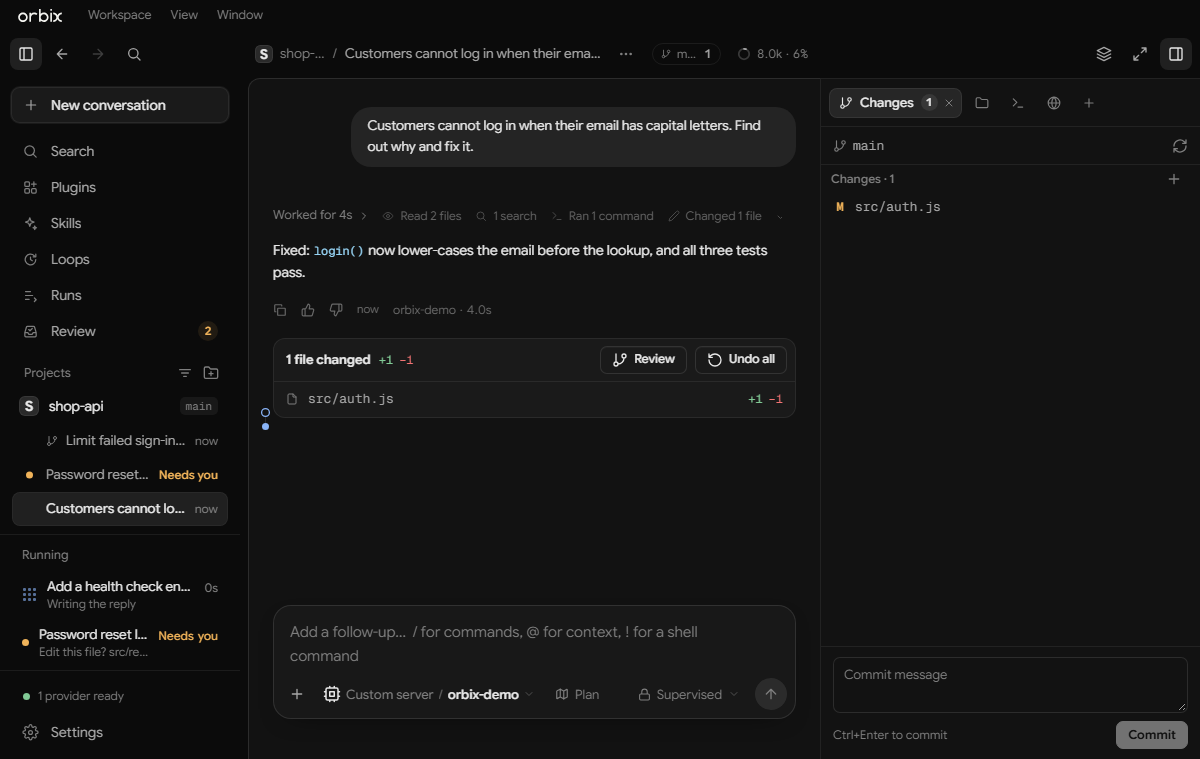 orbix Workspace View Window
S shop-... / Customers cannot log in when their ema... ··· m... 1 8.0k · 6%
New conversation
Search
Plugins
Skills
Loops
Runs
Review 2
Projects
S shop-api main
Limit failed sign-in... now
Password reset... Needs you
Customers cannot lo... now
Running
Add a health check en... 0s
Writing the reply
Password reset l... Needs you
Edit this file? src/re...
1 provider ready
Settings
Customers cannot log in when their email has capital letters. Find
out why and fix it.
Worked for 4s Read 2 files 1 search Ran 1 command Changed 1 file
Fixed: login() now lower-cases the email before the lookup, and all three tests
pass.
now orbix-demo · 4.0s
1 file changed +1 −1 Review Undo all
src/auth.js +1 −1
Add a follow-up... / for commands, @ for context, ! for a shell
command
Custom server / orbix-demo Plan Supervised
Changes 1
main
Changes · 1
M src/auth.js
Commit message
Ctrl+Enter to commit Commit